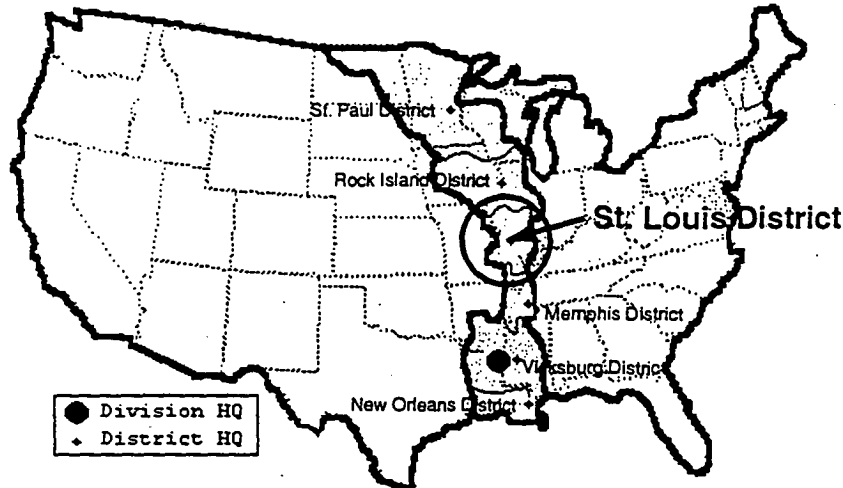 St. Paul District
Rock Island District
St. Louis District
Memphis District
Vicksburg District
New Orleans District
Division HQ
District HQ